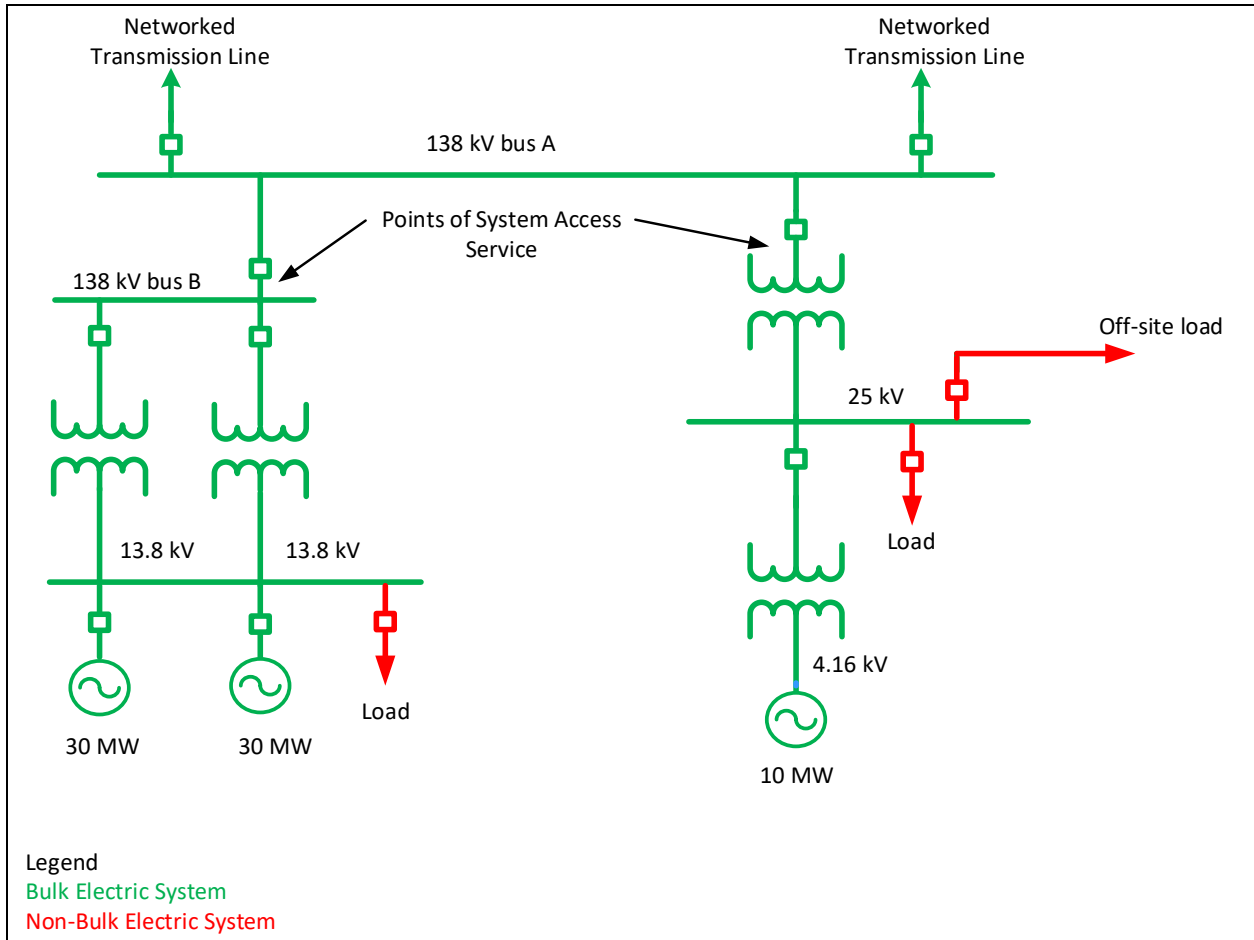 Networked
Transmission Line
Networked
Transmission Line
138 kV bus A
Points of System Access
Service
138 kV bus B
Off-site load
25 kV
Load
13.8 kV
13.8 kV
4.16 kV
Load
30 MW
30 MW
10 MW
Legend
Bulk Electric System
Non-Bulk Electric System